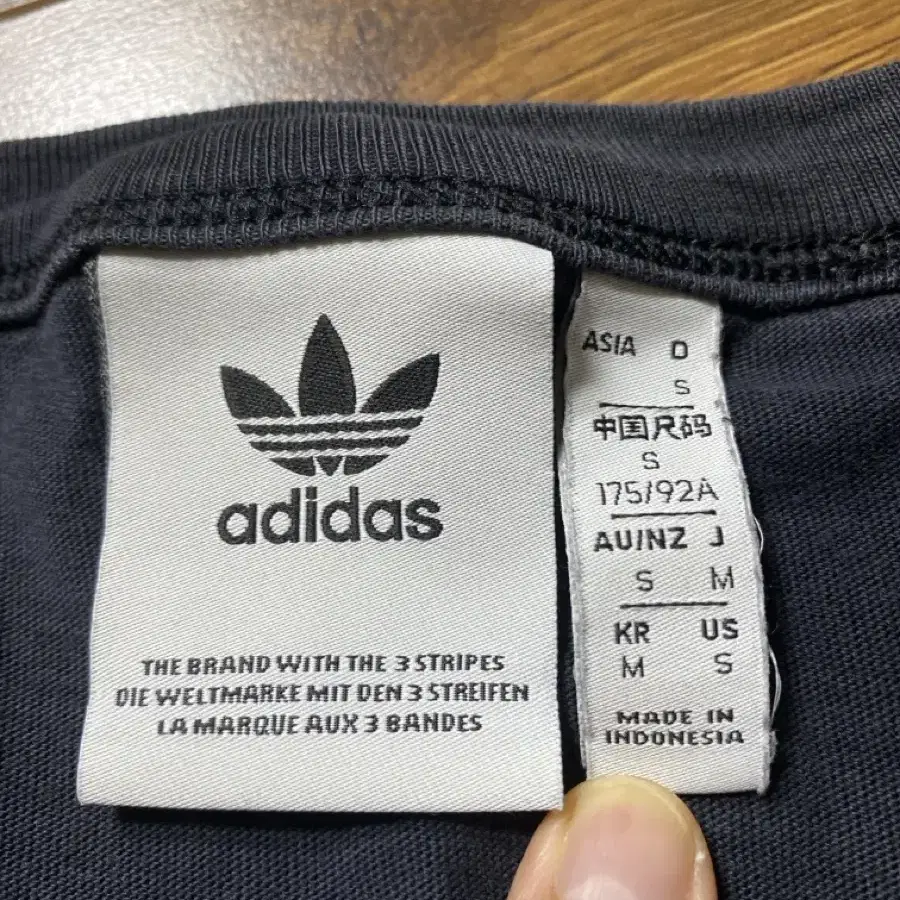 adidas
THE BRAND WITH THE 3 STRIPES
DIE WELTMARKE MIT DEN 3 STREIFEN
LA MARQUE AUX 3 BANDES
ASIA D
S
中国尺码
S
175/92A
AU/NZ J
S M
KR US
M S
MADE IN
INDONESIA